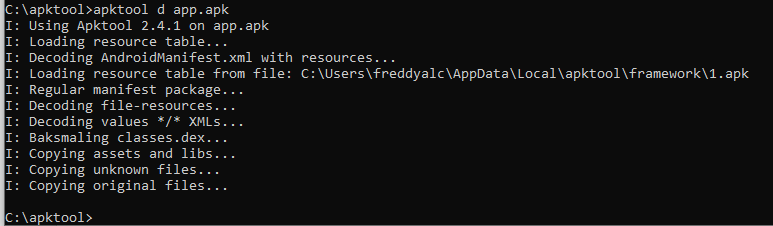 C:\apktool>apktool d app.apk
I: Using Apktool 2.4.1 on app.apk
I: Loading resource table...
I: Decoding AndroidManifest.xml with resources...
I: Loading resource table from file: C:\Users\freddyalc\AppData\Local\apktool\framework\1.apk
I: Regular manifest package...
I: Decoding file-resources...
I: Decoding values */* XMLs...
I: Baksmaling classes.dex...
I: Copying assets and libs...
I: Copying unknown files...
I: Copying original files...
C:\apktool>